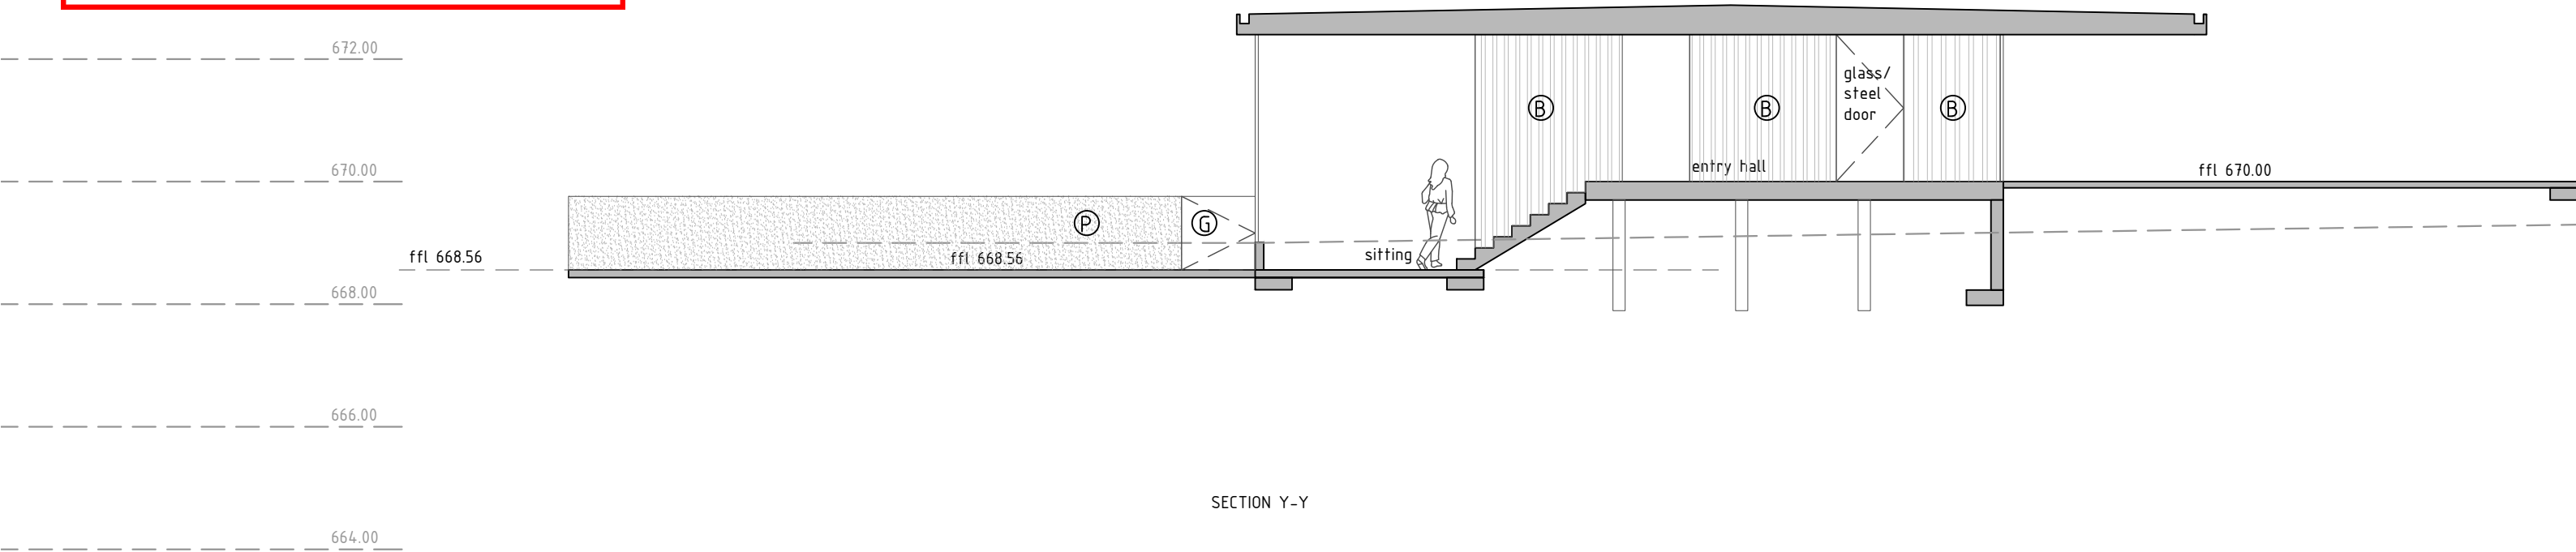 672.00
glass/
steel
door
B
B
B
entry hall
670.00
ffl 670.00
P
G
ffl 668.56
ffl 668.56
sitting
668.00
666.00
SECTION Y-Y
664.00